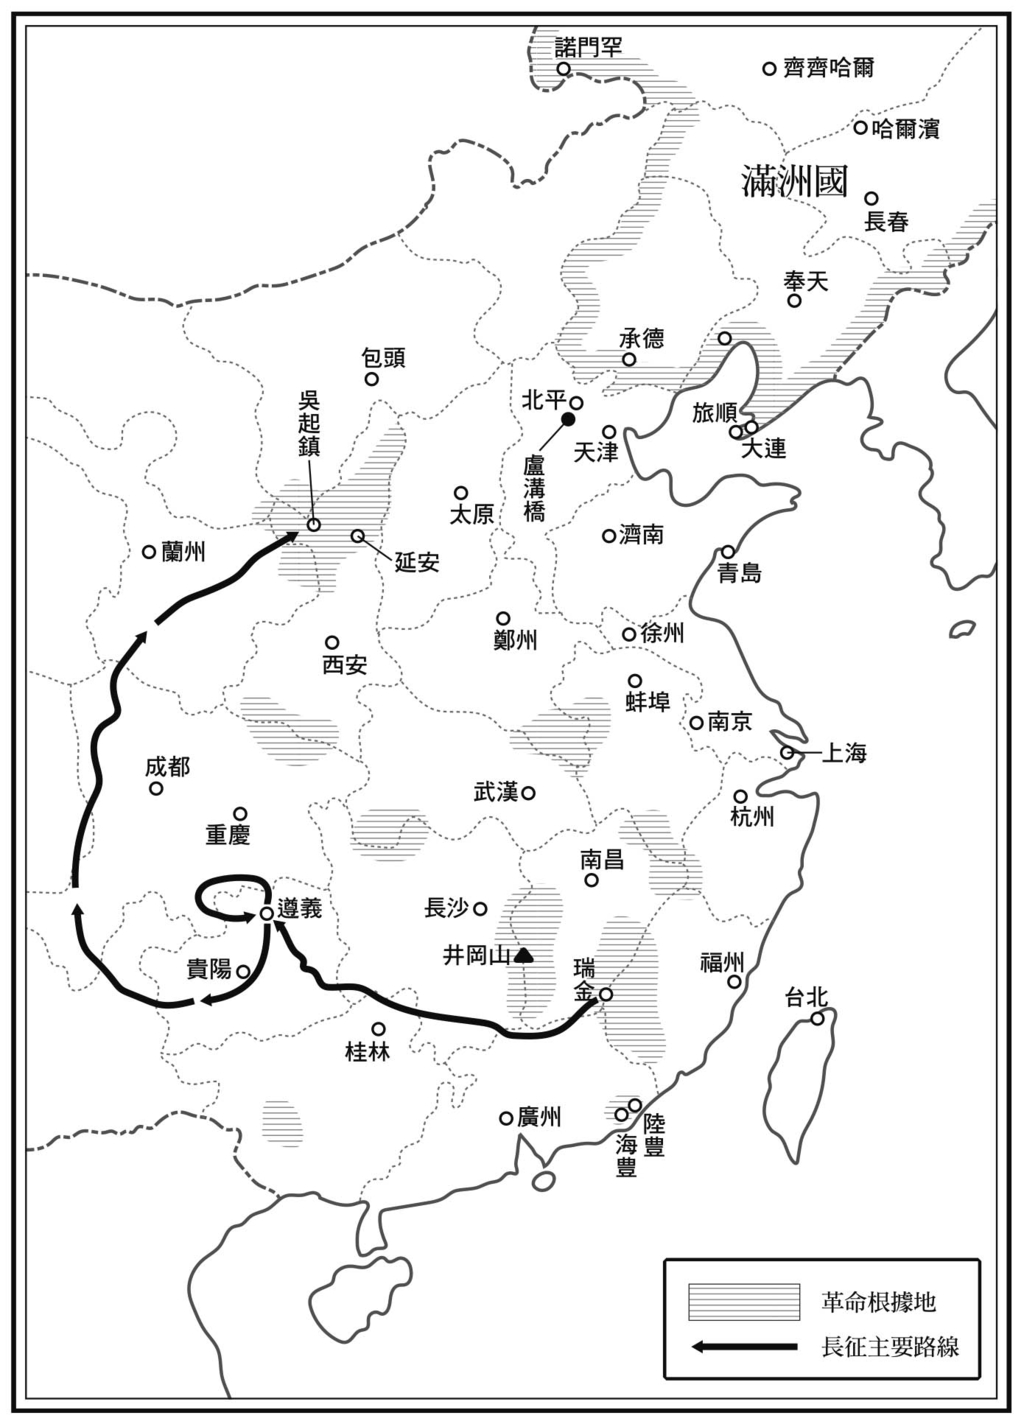 諾門罕
齊齊哈爾
哈爾濱
滿洲國
長春
奉天
承德
包頭
吳起鎮
北平
旅順
大連
天津
盧溝橋
太原
濟南
蘭州
延安
青島
鄭州
徐州
西安
蚌埠
南京
上海
成都
武漢
杭州
重慶
南昌
遵義
長沙
井岡山
瑞金
貴陽
福州
台北
桂林
廣州
陸豐
海豐
革命根據地
長征主要路線